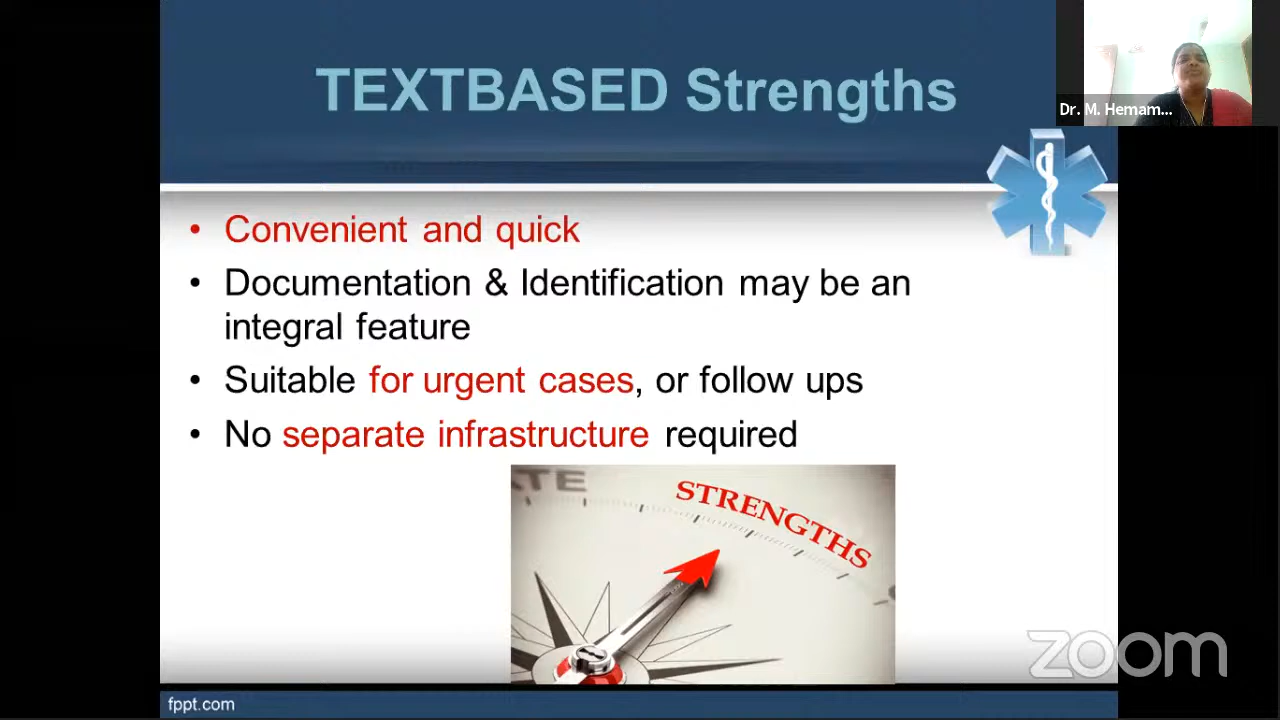 TEXTBASED Strengths
Dr. M. Hemam...
• Convenient and quick
• Documentation & Identification may be an
integral feature
• Suitable for urgent cases, or follow ups
• No separate infrastructure required
STRENGTHS
zoom
fppt.com